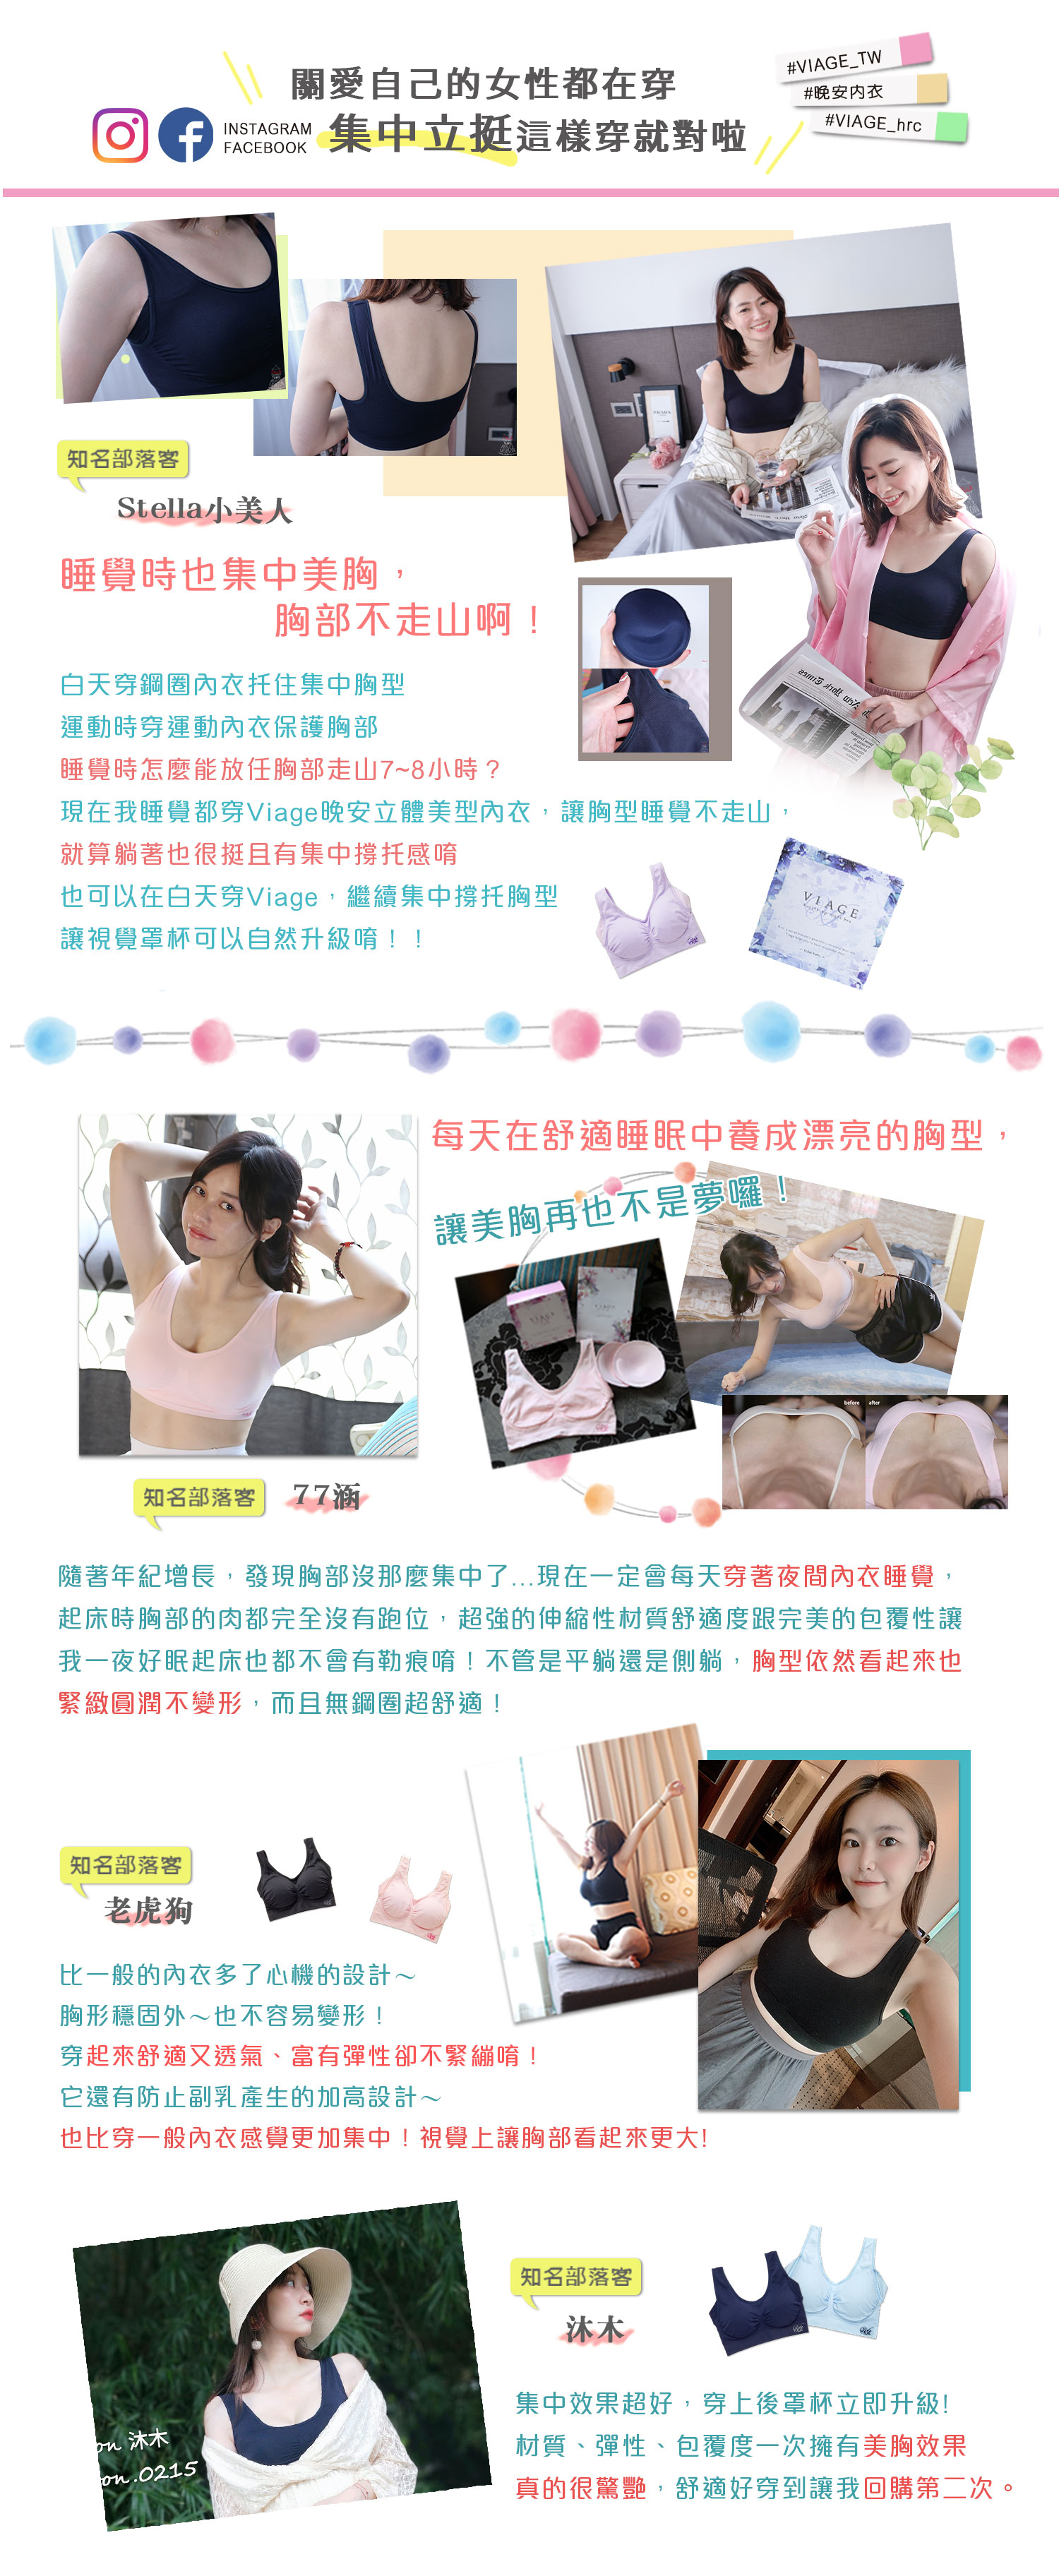 關愛自己的女性都在穿
集中立挺這樣穿就對啦
INSTAGRAM
FACEBOOK
#VIAGE_TW
#晚安內衣
#VIAGE_hrc
知名部落客
Stella小美人
睡覺時也集中美胸，
胸部不走山啊！
白天穿鋼圈內衣托住集中胸型
運動時穿運動內衣保護胸部
睡覺時怎麼能放任胸部走山7~8小時？
現在我睡覺都穿Viage晚安立體美型內衣，讓胸型睡覺不走山，
就算躺著也很挺且有集中撐托感唷
也可以在白天穿Viage，繼續集中撐托胸型
讓視覺罩杯可以自然升級唷！！
VIAGE
每天在舒適睡眠中養成漂亮的胸型，
讓美胸再也不是夢囉！
VIAGE
before
after
知名部落客
77涵
隨著年紀增長，發現胸部沒那麼集中了...現在一定會每天穿著夜間內衣睡覺，
起床時胸部的肉都完全沒有跑位，超強的伸縮性材質舒適度跟完美的包覆性讓
我一夜好眠起床也都不會有勒痕唷！不管是平躺還是側躺，胸型依然看起來也
緊緻圓潤不變形，而且無鋼圈超舒適！
知名部落客
老虎狗
比一般的內衣多了心機的設計～
胸形穩固外～也不容易變形！
穿起來舒適又透氣、富有彈性卻不緊繃唷！
它還有防止副乳產生的加高設計～
也比穿一般內衣感覺更加集中！視覺上讓胸部看起來更大!
知名部落客
沐木
on 沐木
on.0215
集中效果超好，穿上後罩杯立即升級!
材質、彈性、包覆度一次擁有美胸效果
真的很驚艷，舒適好穿到讓我回購第二次。